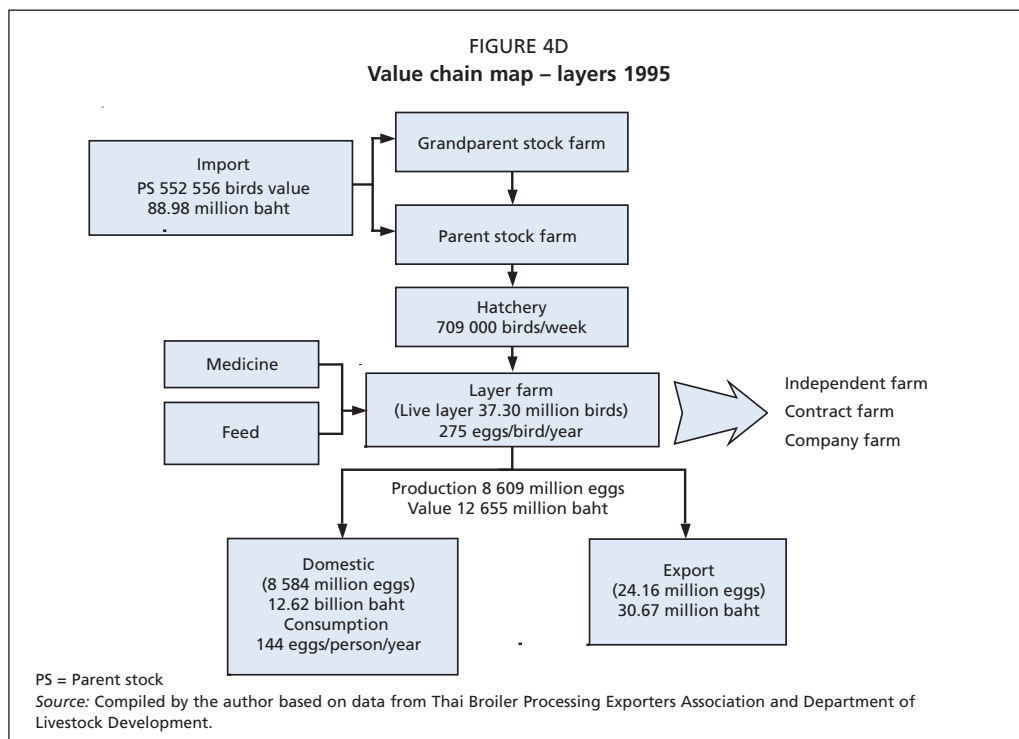 FIGURE 4D
Value chain map – layers 1995
Grandparent stock farm
Import
PS 552 556 birds value
88.98 million baht
Parent stock farm
Hatchery
709 000 birds/week
Medicine
Feed
Layer farm
(Live layer 37.30 million birds)
275 eggs/bird/year
Independent farm
Contract farm
Company farm
Production 8 609 million eggs
Value 12 655 million baht
Domestic
(8 584 million eggs)
12.62 billion baht
Consumption
144 eggs/person/year
Export
(24.16 million eggs)
30.67 million baht
PS = Parent stock
Source: Compiled by the author based on data from Thai Broiler Processing Exporters Association and Department of
Livestock Development.